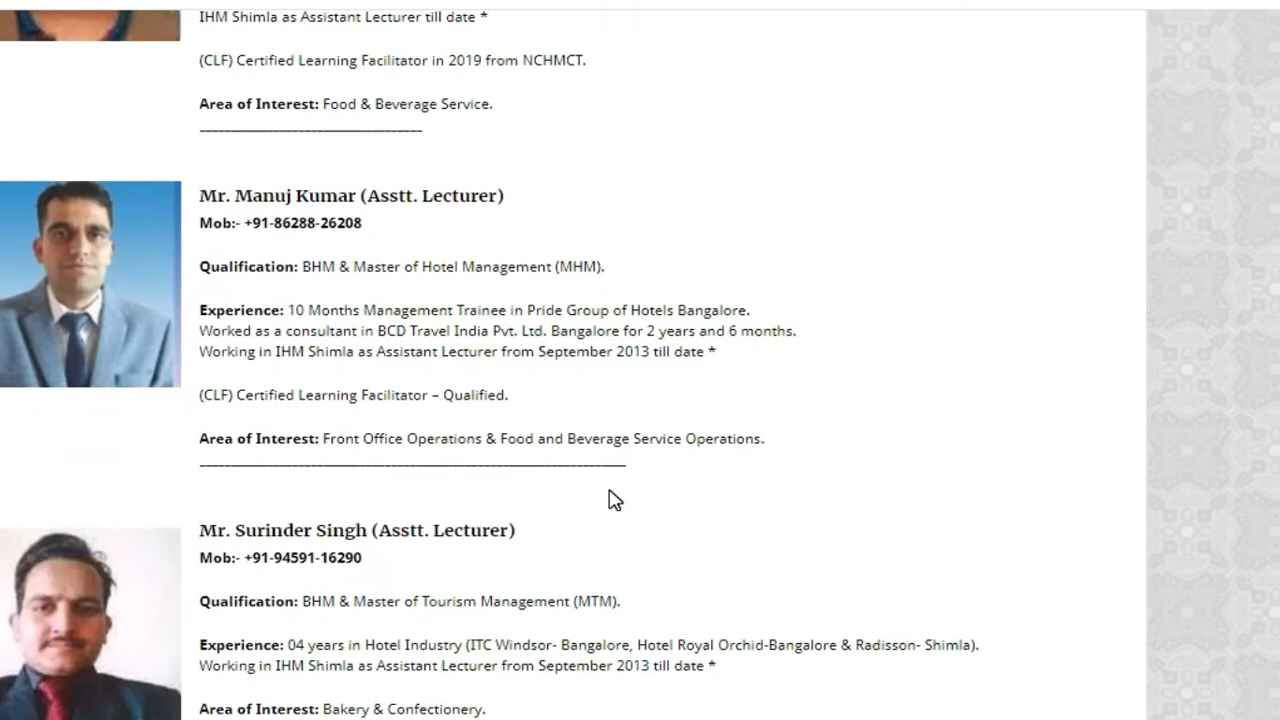 IHM Shimla as Assistant Lecturer till date *
(CLF) Certified Learning Facilitator in 2019 from NCHMCT.
Area of Interest: Food & Beverage Service.
Mr. Manuj Kumar (Asstt. Lecturer)
Mob:- +91-86288-26208
Qualification: BHM & Master of Hotel Management (MHM).
Experience: 10 Months Management Trainee in Pride Group of Hotels Bangalore.
Worked as a consultant in BCD Travel India Pvt. Ltd. Bangalore for 2 years and 6 months.
Working in IHM Shimla as Assistant Lecturer from September 2013 till date *
(CLF) Certified Learning Facilitator – Qualified.
Area of Interest: Front Office Operations & Food and Beverage Service Operations.
Mr. Surinder Singh (Asstt. Lecturer)
Mob:- +91-94591-16290
Qualification: BHM & Master of Tourism Management (MTM).
Experience: 04 years in Hotel Industry (ITC Windsor- Bangalore, Hotel Royal Orchid-Bangalore & Radisson- Shimla).
Working in IHM Shimla as Assistant Lecturer from September 2013 till date *
Area of Interest: Bakery & Confectionery.